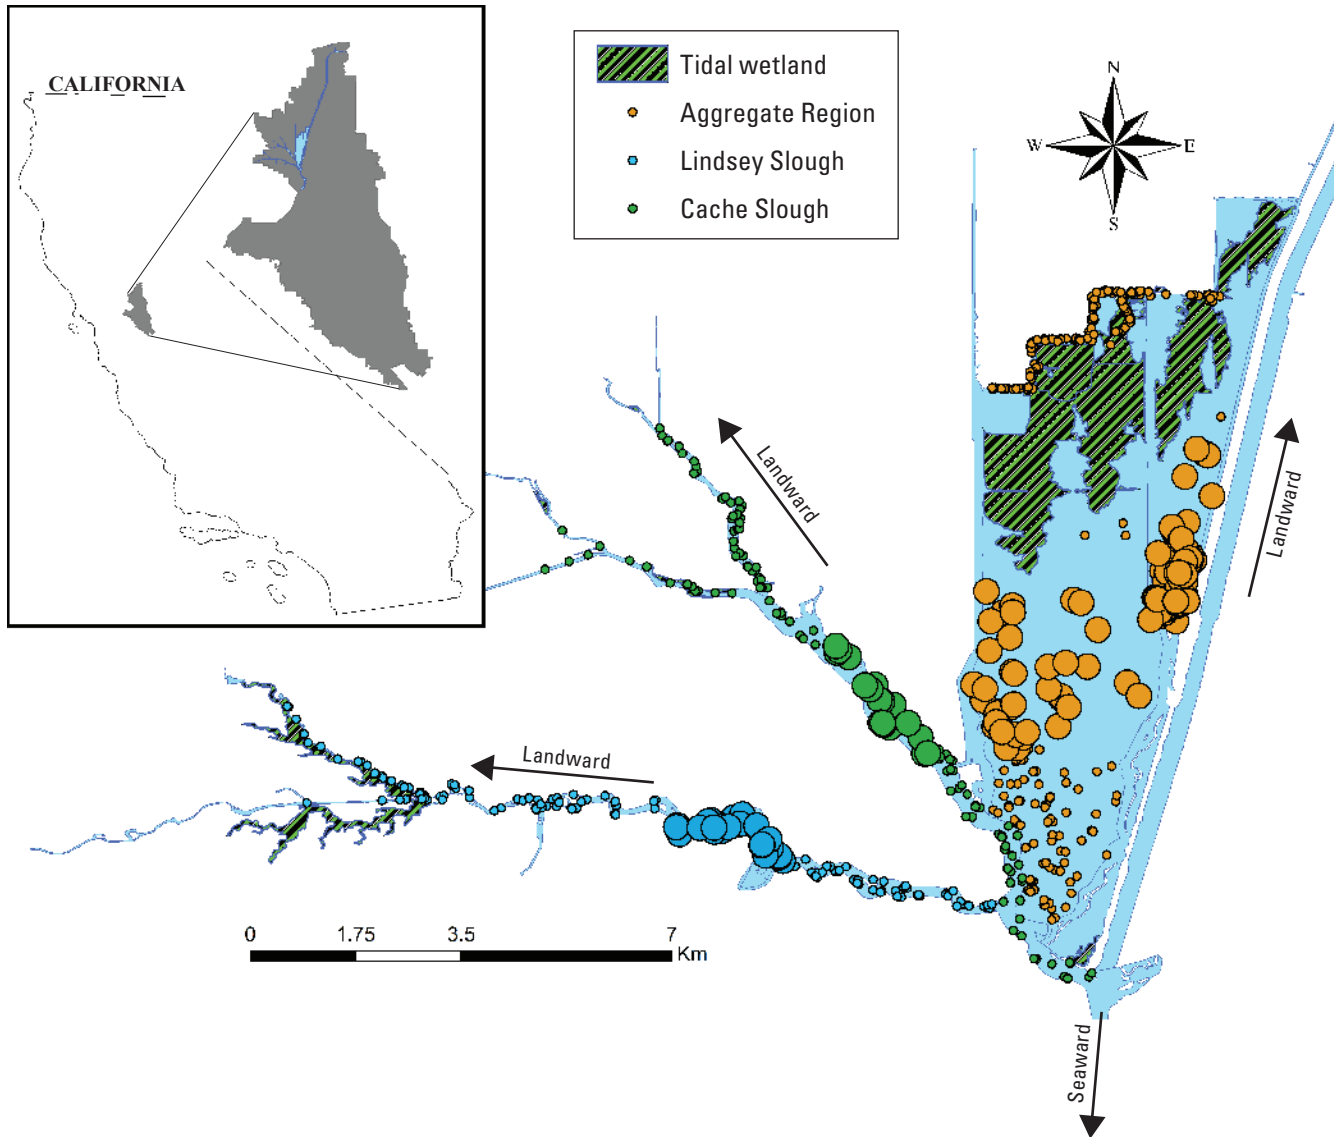 CALIFORNIA
Tidal wetland
Aggregate Region
Lindsey Slough
Cache Slough
N
W
E
S
Landward
Landward
Landward
0 1.75 3.5 7
Km
Seaward